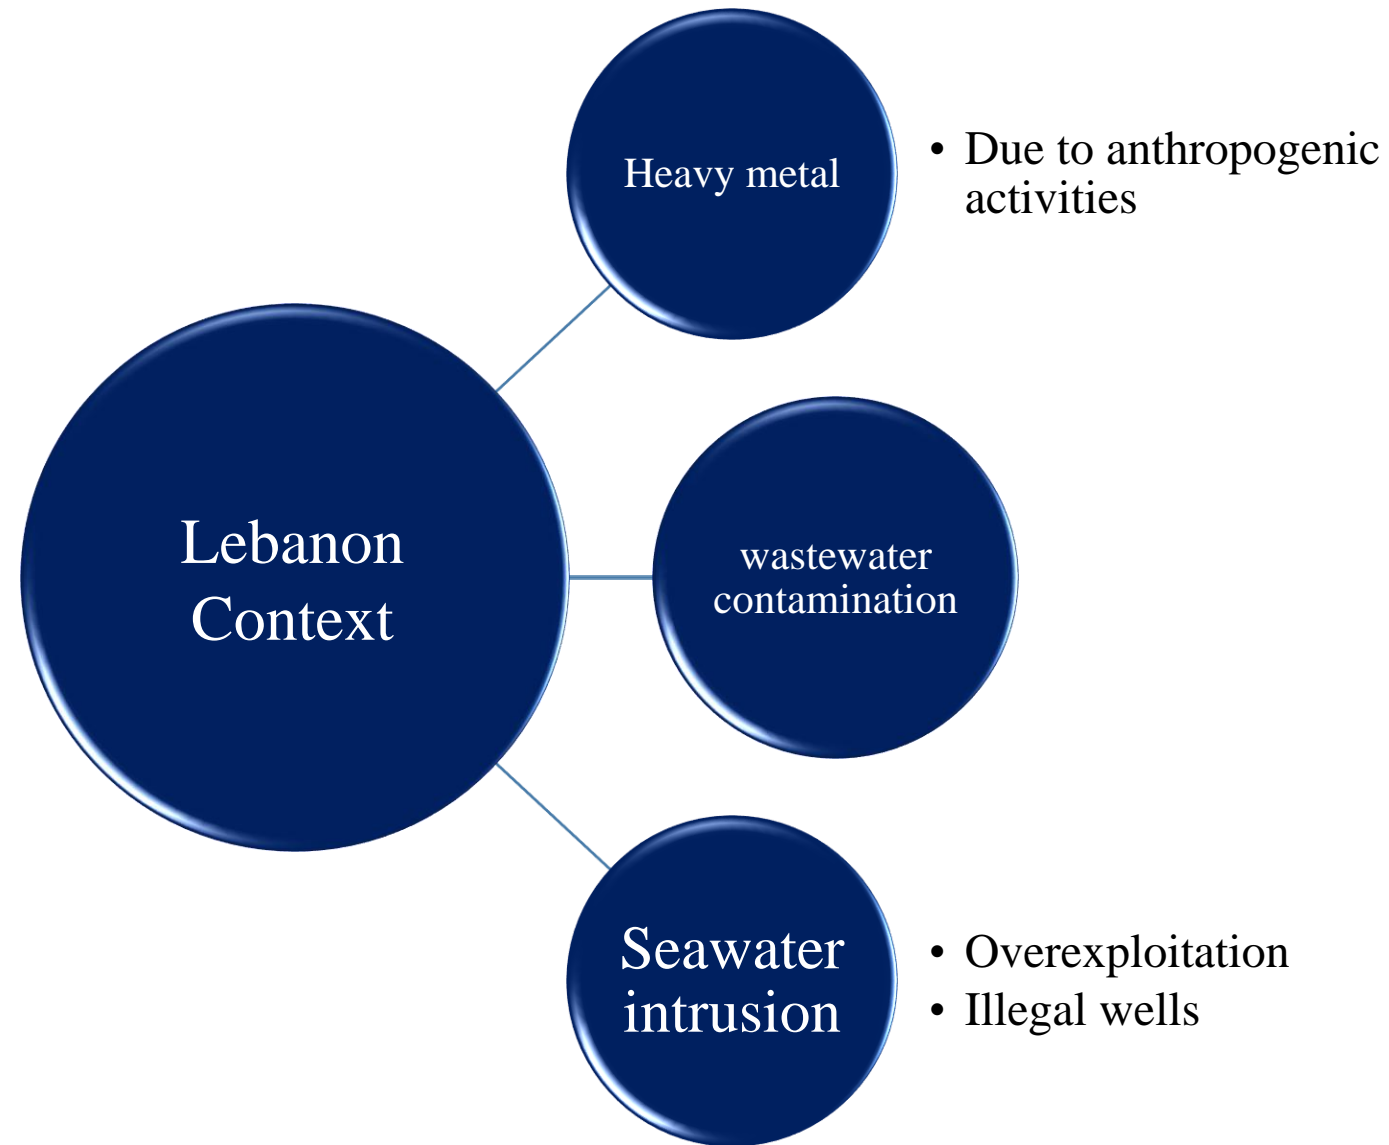 Heavy metal
• Due to anthropogenic
activities
Lebanon
Context
wastewater
contamination
Seawater
intrusion
• Overexploitation
• Illegal wells